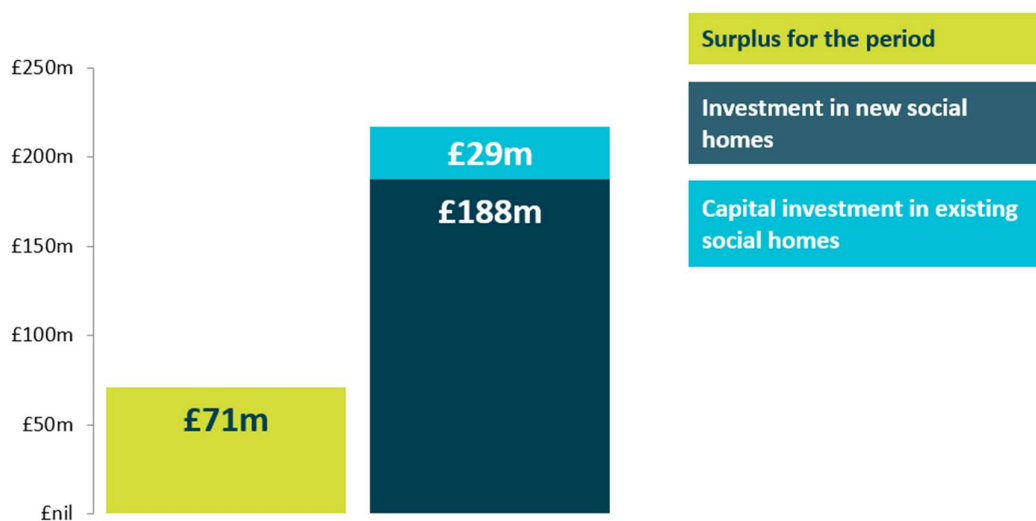 £250m
£200m
£150m
£100m
£50m
£nil
£71m
£29m
£188m
Surplus for the period
Investment in new social
homes
Capital investment in existing
social homes